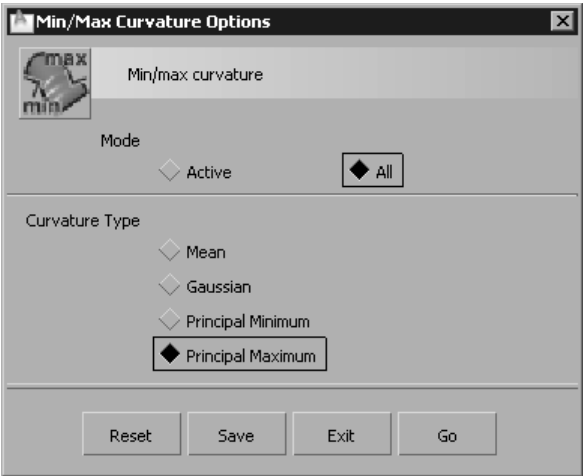 Min/Max Curvature Options
max
min
Min/max curvature
Mode
Active All
Curvature Type
Mean
Gaussian
Principal Minimum
Principal Maximum
Reset Save Exit Go